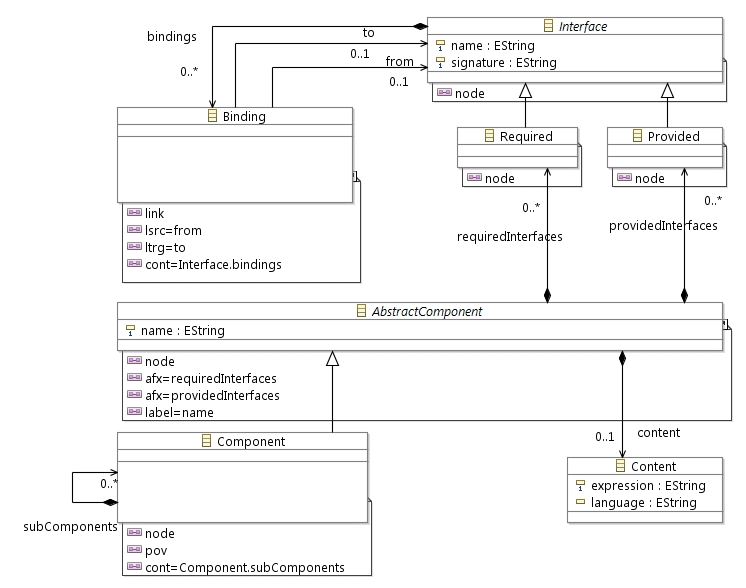 Interface
name : EString
signature : EString
node
bindings
to
0..1
from
0..1
0..*
Binding
link
lsrc=from
ltrg=to
cont=Interface.bindings
Required
node
Provided
node
0..*
requiredInterfaces
0..*
providedInterfaces
AbstractComponent
name : EString
node
afx=requiredInterfaces
afx=providedInterfaces
label=name
0..1
content
Component
0..*
subComponents
node
pov
cont=Component.subComponents
Content
expression : EString
language : EString